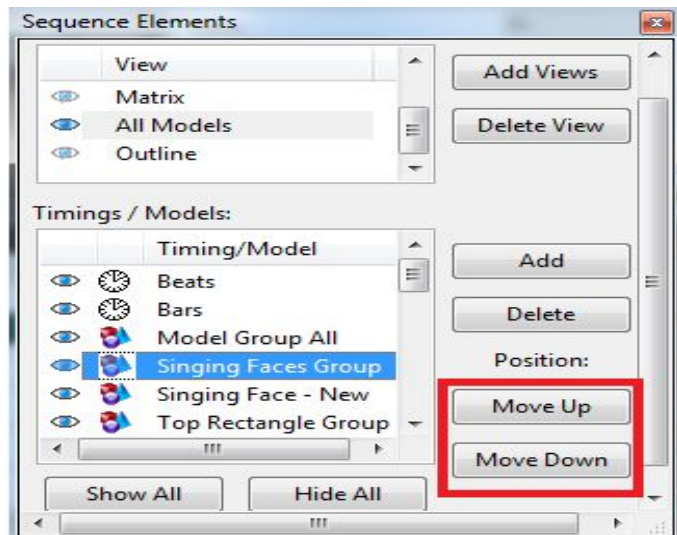 Sequence Elements
View
Matrix
All Models
Outline
Add Views
Delete View
Timings / Models:
Timing/Model
Beats
Bars
Model Group All
Singing Faces Group
Singing Face - New
Top Rectangle Group
Add
Delete
Position:
Move Up
Move Down
Show All
Hide All